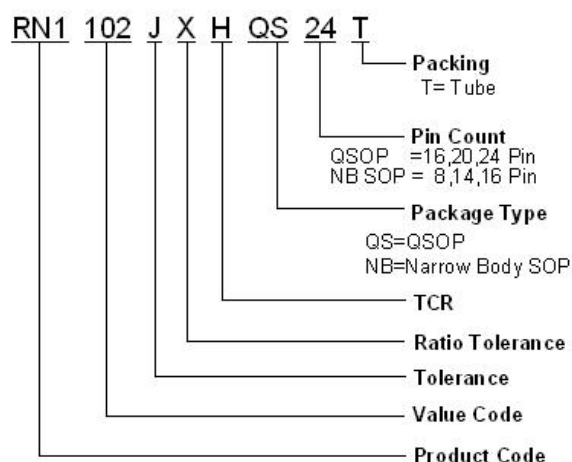 RN1 102 J X H QS 24 T
Packing
T= Tube
Pin Count
QSOP =16,20,24 Pin
NB SOP = 8,14,16 Pin
Package Type
QS=QSOP
NB=Narrow Body SOP
TCR
Ratio Tolerance
Tolerance
Value Code
Product Code